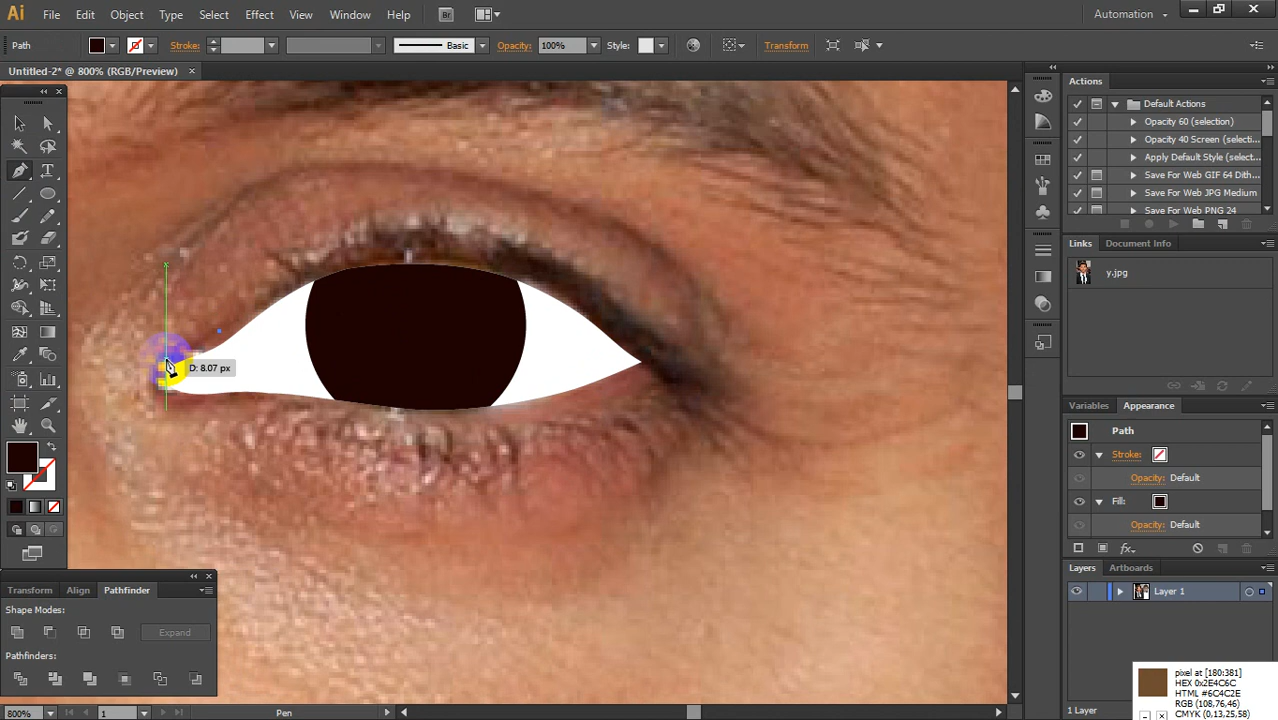 Ai File Edit Object Type Select Effect View Window Help Br Automation
Path Stroke: Basic Opacity: 100% Style: Transform
Untitled-2* @ 800% (RGB/Preview) ×
Actions
Default Actions
Opacity 60 (selection)
Opacity 40 Screen (selecti...
Apply Default Style (select...
Save For Web GIF 64 Dith...
Save For Web JPG Medium
Save For Web PNG 24
Links Document Info
y.jpg
D: 8.07 px
Variables Appearance
Path
Stroke:
Opacity: Default
Fill:
Opacity: Default
fx
Layers Artboards
Layer 1
Transform Align Pathfinder
Shape Modes:
Expand
Pathfinders:
pixel at [180:381]
HEX 0x2E4C6C
HTML #6C4C2E
RGB (108,76,46)
CMYK (0,13,25,58)
1 Layer
800% 1 Pen